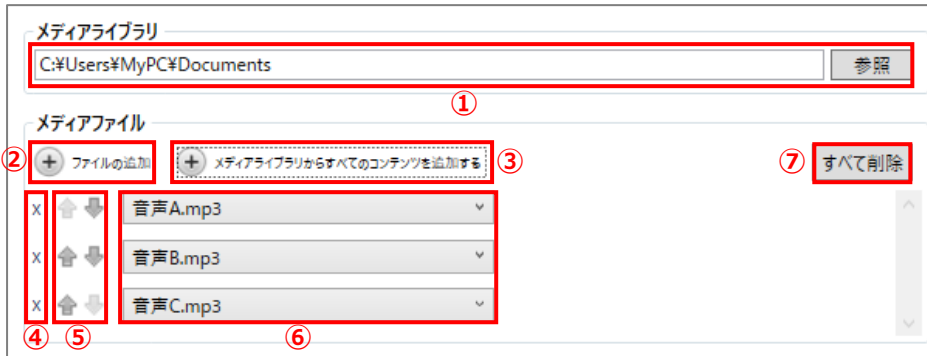 メディアライブラリ
C:¥Users¥MyPC¥Documents 参照
①
メディアファイル
② ファイルの追加 メディアライブラリからすべてのコンテンツを追加する ③ ⑦ すべて削除
x 音声A.mp3
x 音声B.mp3
x 音声C.mp3
④ ⑤ ⑥